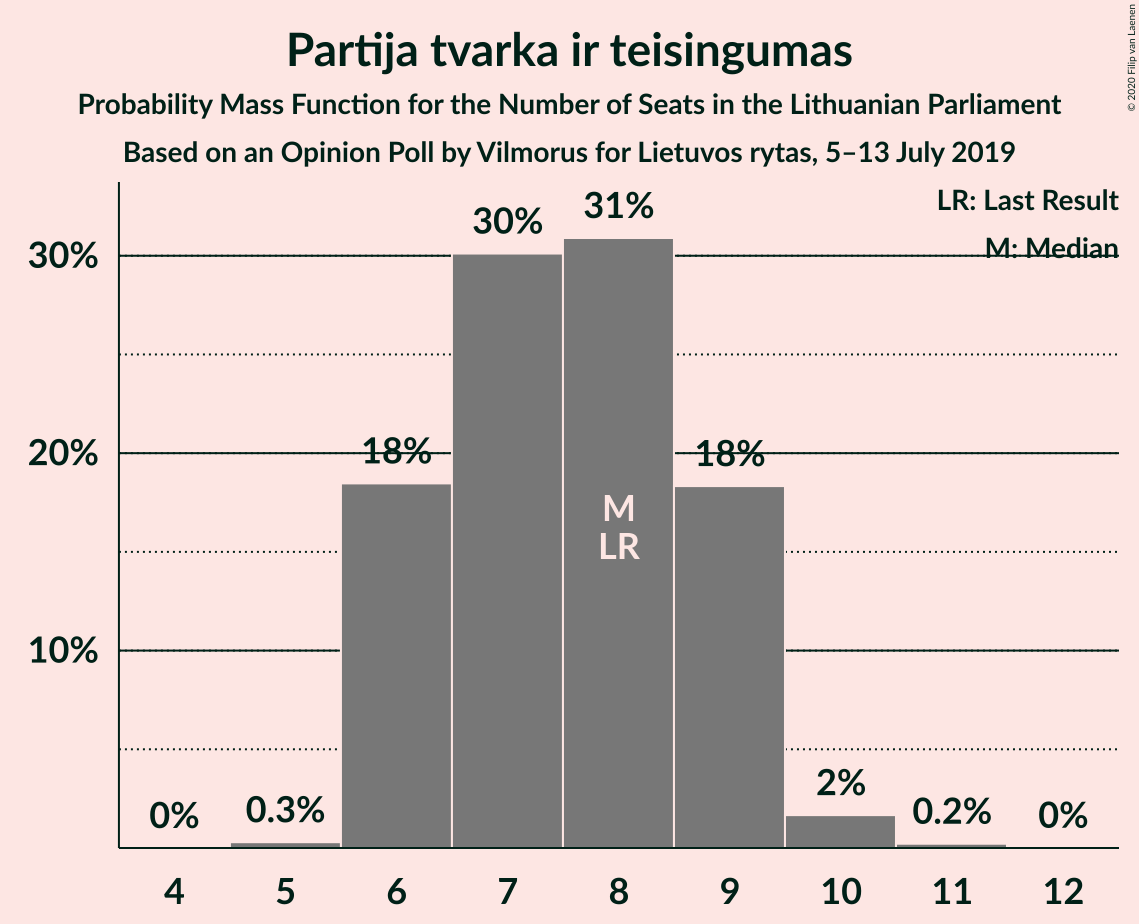 Partija tvarka ir teisingumas
Probability Mass Function for the Number of Seats in the Lithuanian Parliament
Based on an Opinion Poll by Vilmorus for Lietuvos rytas, 5–13 July 2019
© 2020 Filip van Laenen
LR: Last Result
M: Median
30%
20%
10%
0%
0.3%
18%
30%
31%
18%
2%
0.2%
0%
M
LR
4 5 6 7 8 9 10 11 12